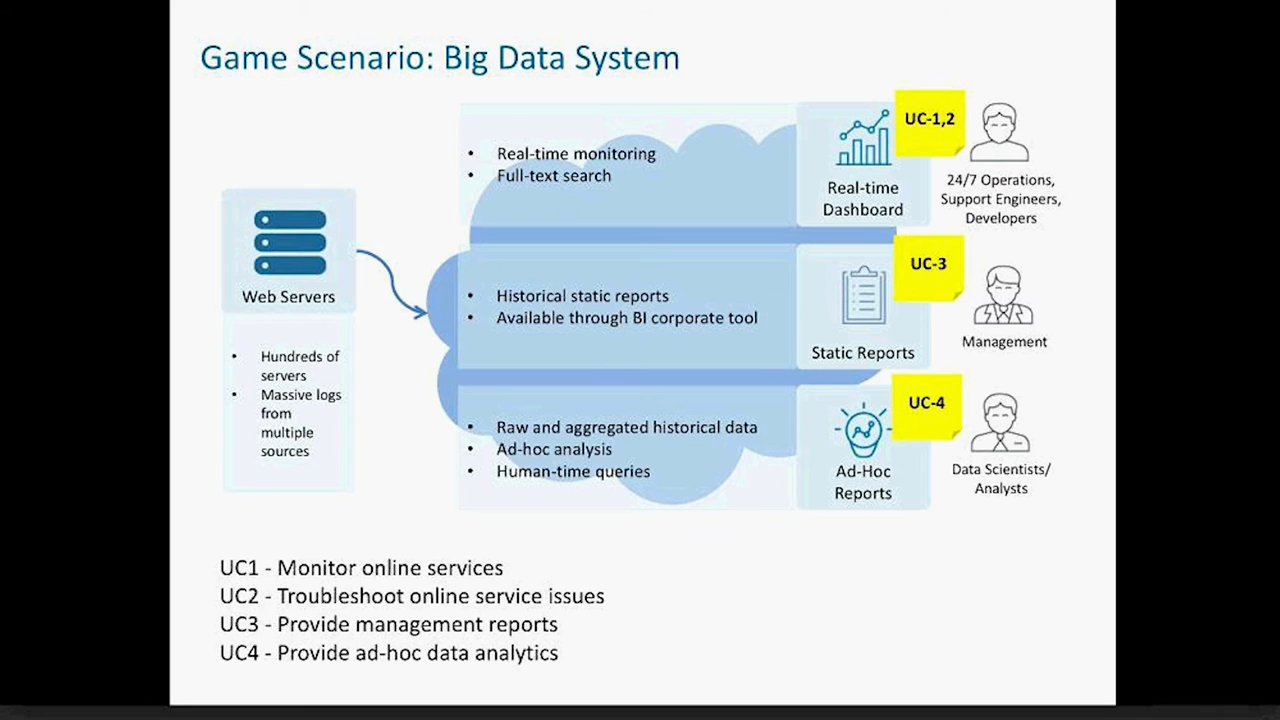 Game Scenario: Big Data System
Web Servers
• Hundreds of
servers
• Massive logs
from
multiple
sources
• Real-time monitoring
• Full-text search
Real-time
Dashboard
UC-1,2
24/7 Operations,
Support Engineers,
Developers
• Historical static reports
• Available through BI corporate tool
Static Reports
UC-3
Management
• Raw and aggregated historical data
• Ad-hoc analysis
• Human-time queries
Ad-Hoc
Reports
UC-4
Data Scientists/
Analysts
UC1 - Monitor online services
UC2 - Troubleshoot online service issues
UC3 - Provide management reports
UC4 - Provide ad-hoc data analytics